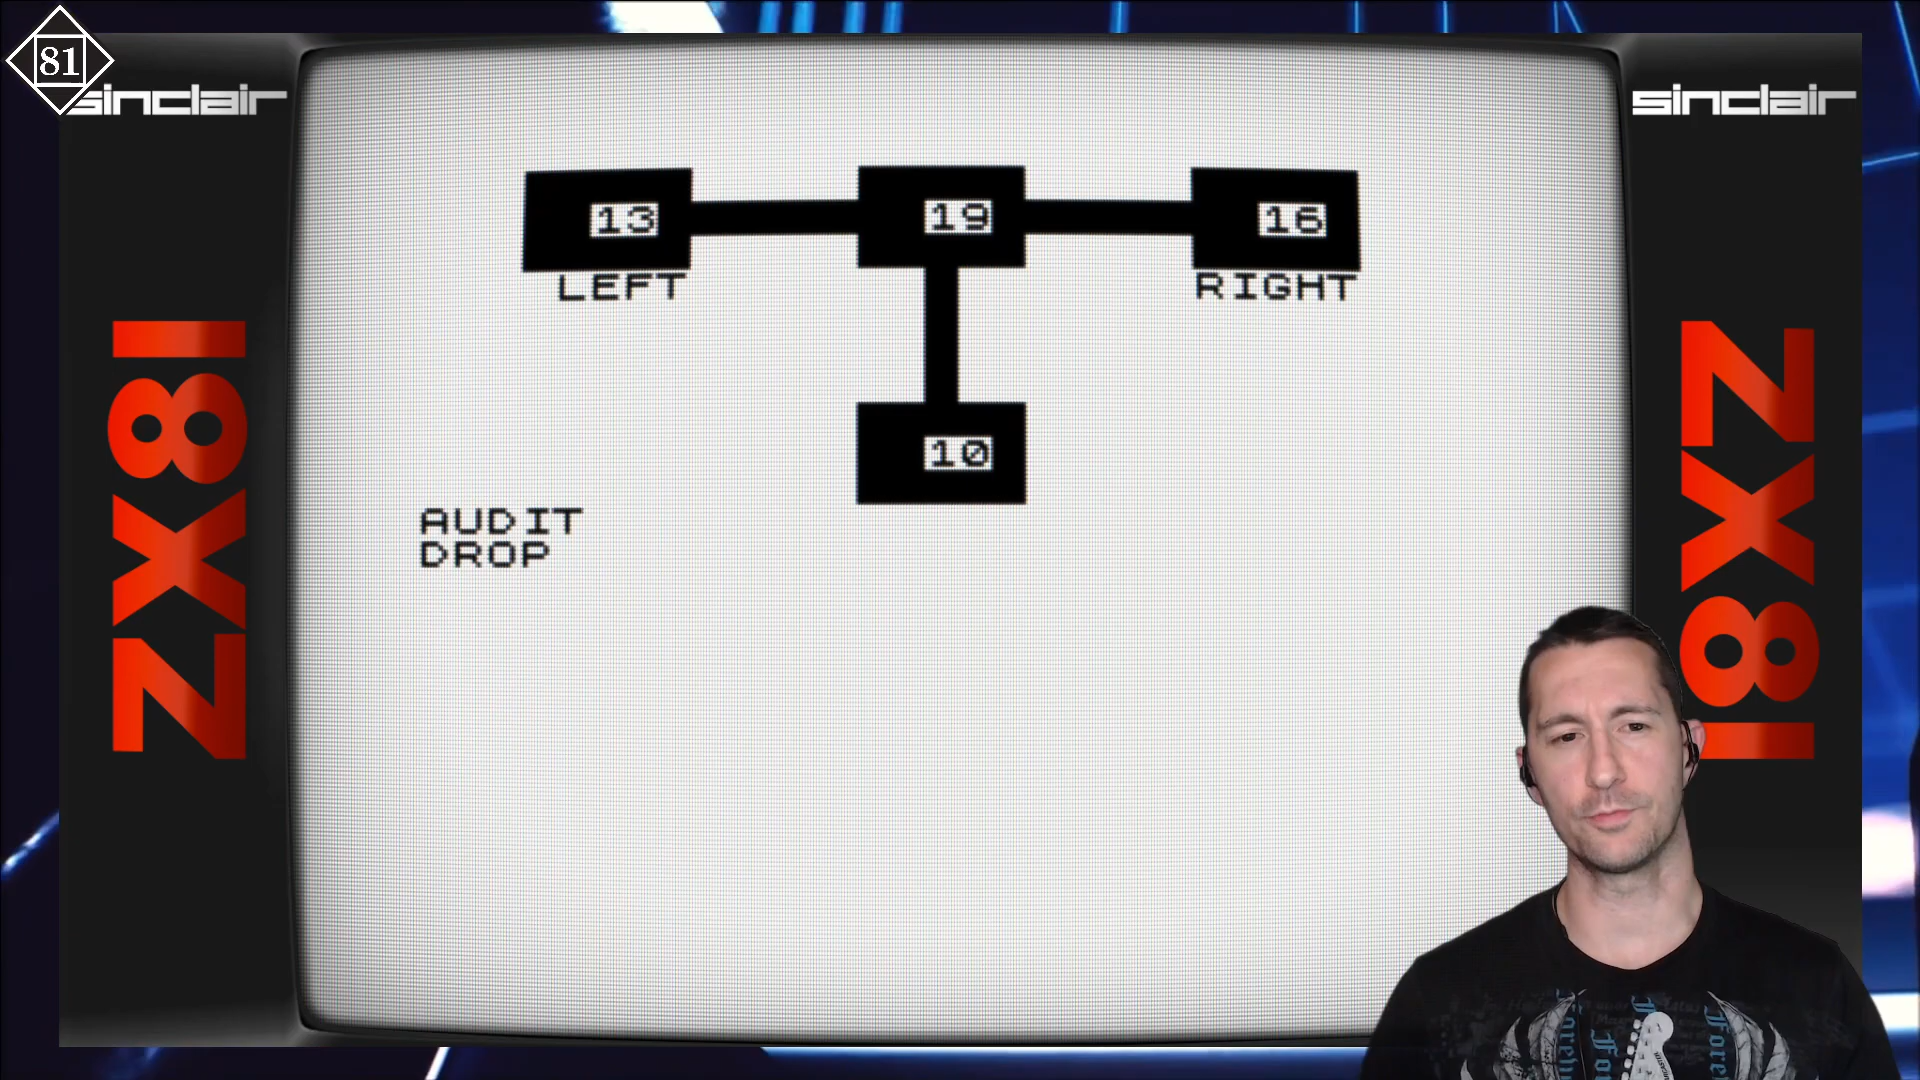 81
sinclair
sinclair
13
19
16
LEFT
RIGHT
10
AUDIT
DROP
ZX81
ZX81